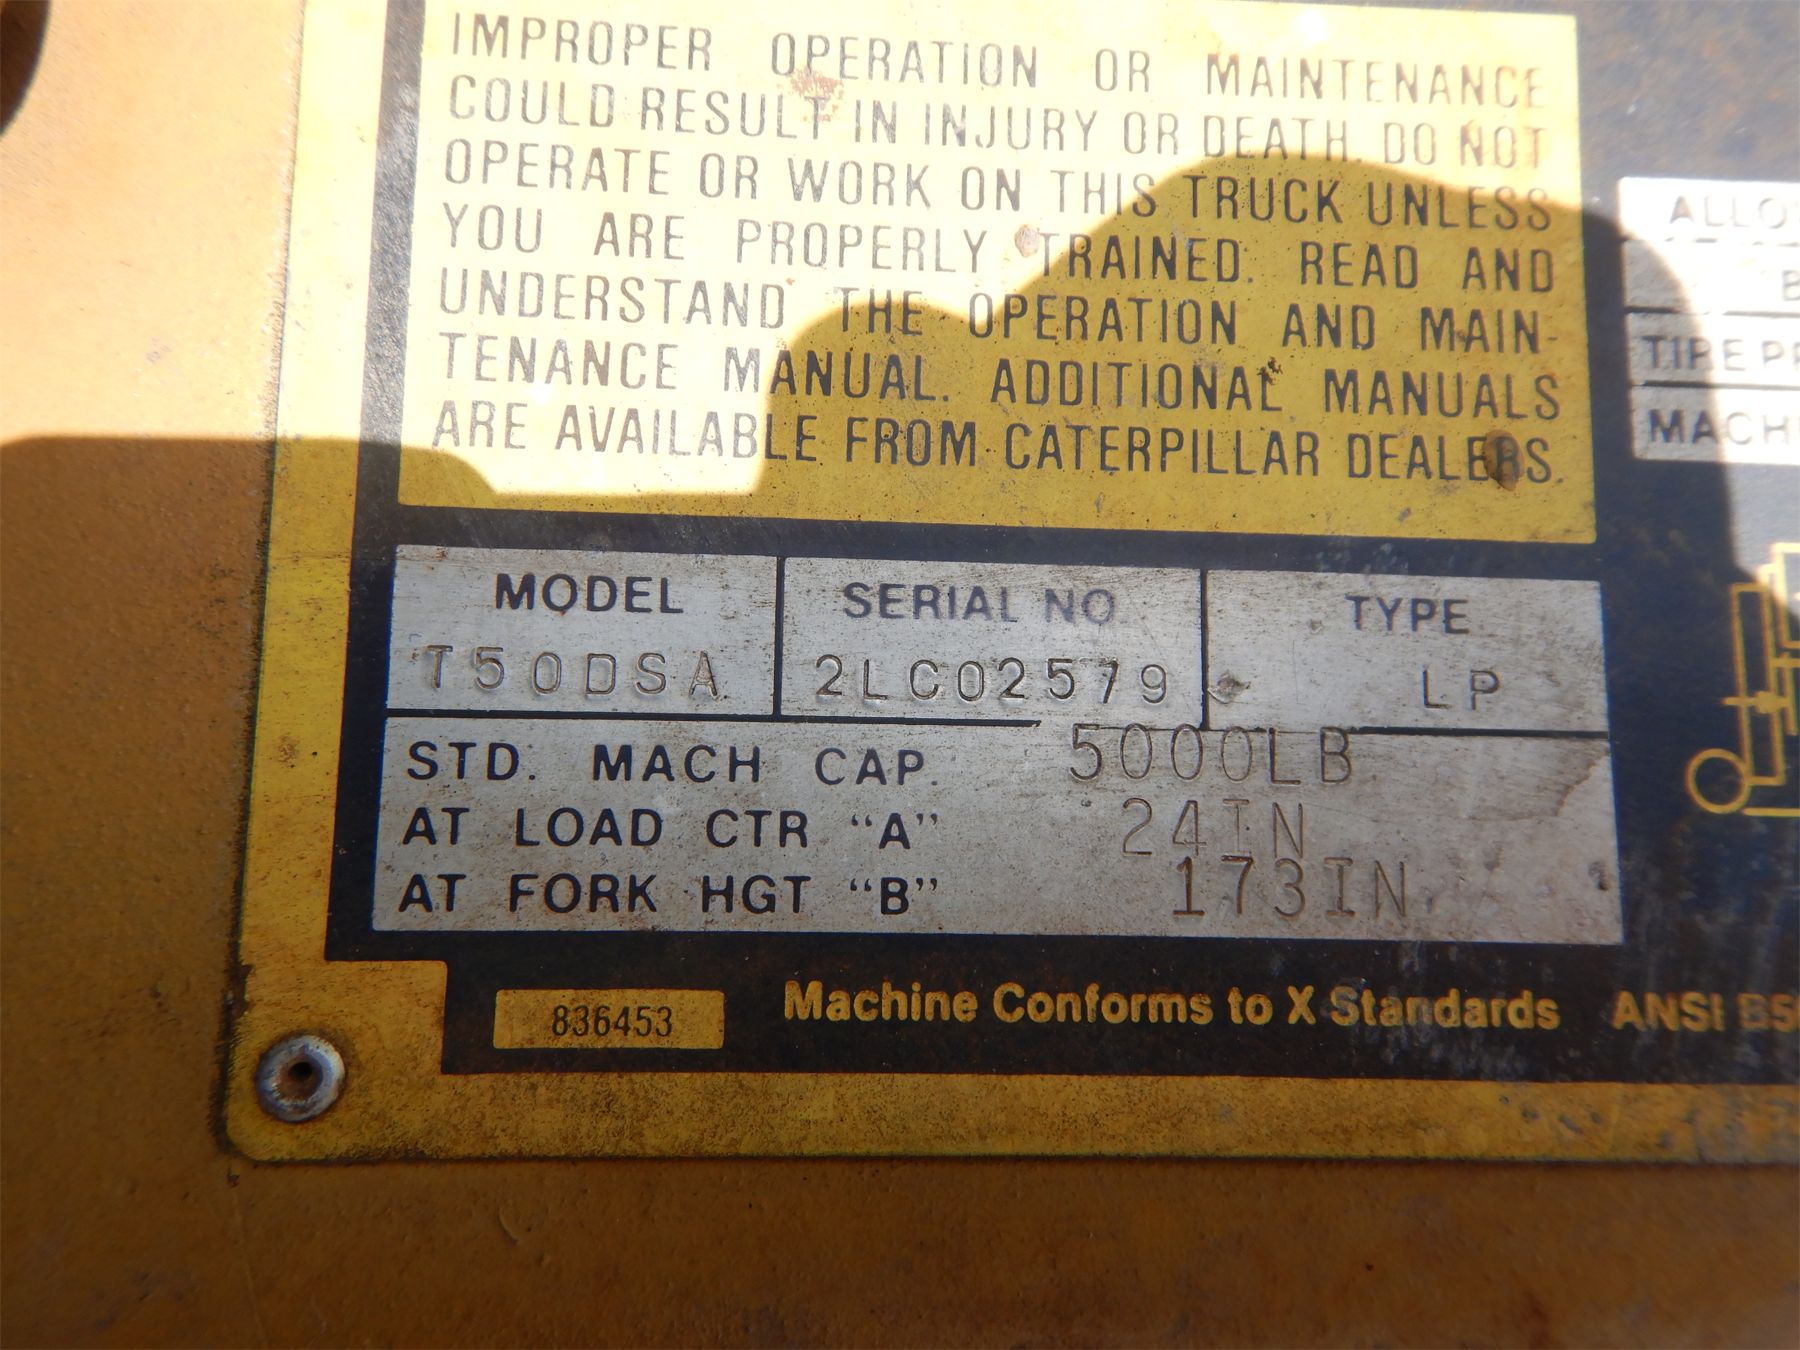 IMPROPER OPERATION OR MAINTENANCE
COULD RESULT IN INJURY OR DEATH. DO NOT
OPERATE OR WORK ON THIS TRUCK UNLESS
YOU ARE PROPERLY TRAINED. READ AND
UNDERSTAND THE OPERATION AND MAIN-
TENANCE MANUAL. ADDITIONAL MANUALS
ARE AVAILABLE FROM CATERPILLAR DEALERS.
MODEL SERIAL NO. TYPE
T50DSA 2LC02579 LP
STD. MACH CAP. 5000LB
AT LOAD CTR "A" 24IN
AT FORK HGT "B" 173IN
836453 Machine Conforms to X Standards ANSI
TIRE